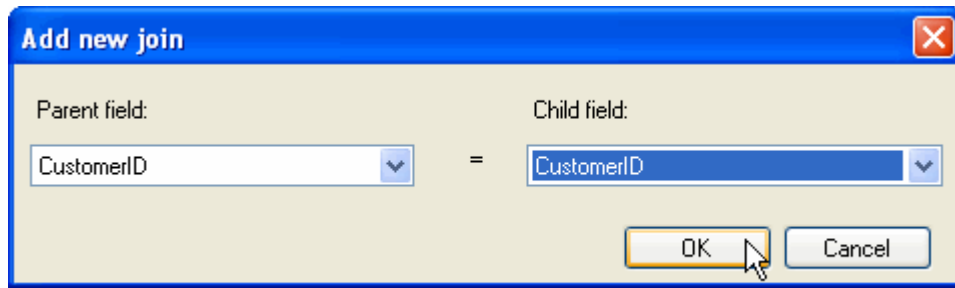 Add new join
Parent field: Child field:
CustomerID = CustomerID
OK Cancel